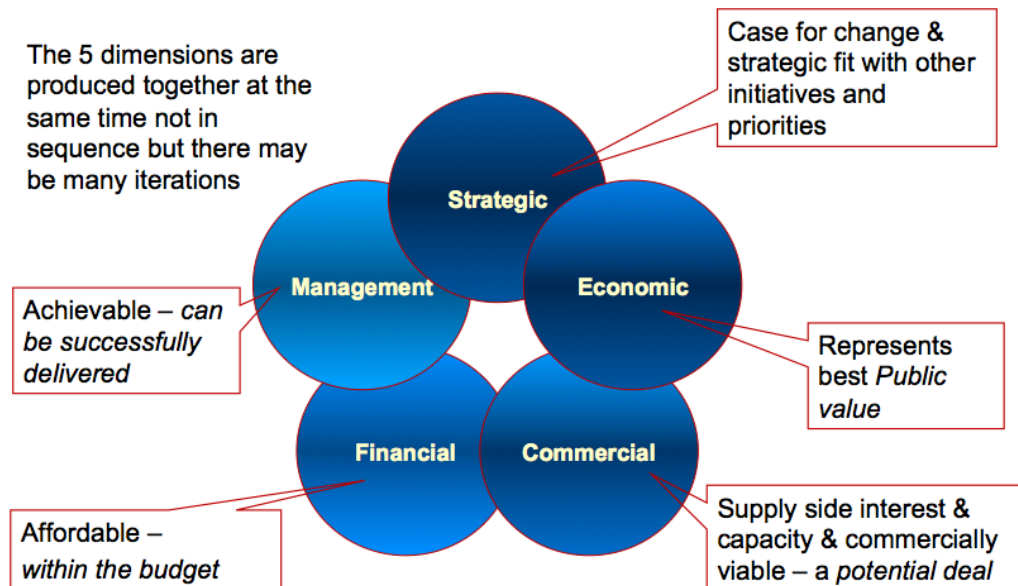 The 5 dimensions are
produced together at the
same time not in
sequence but there may
be many iterations
Case for change &
strategic fit with other
initiatives and
priorities
Strategic
Management
Economic
Achievable – can
be successfully
delivered
Represents
best Public
value
Financial
Commercial
Affordable –
within the budget
Supply side interest &
capacity & commercially
viable – a potential deal